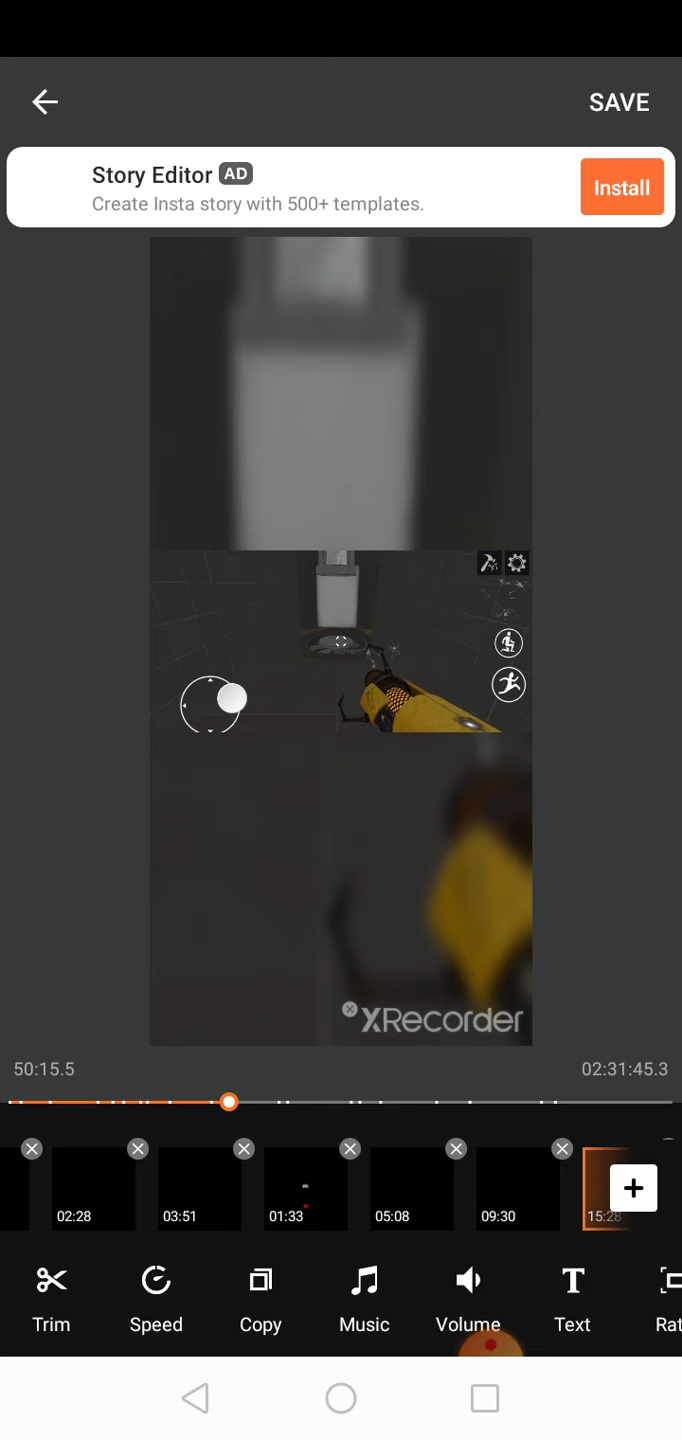 SAVE
Story Editor AD
Create Insta story with 500+ templates.
Install
XRecorder
50:15.5
02:31:45.3
02:28
03:51
01:33
05:08
09:30
15:28
+
Trim
Speed
Copy
Music
Volume
T
Text
Rat